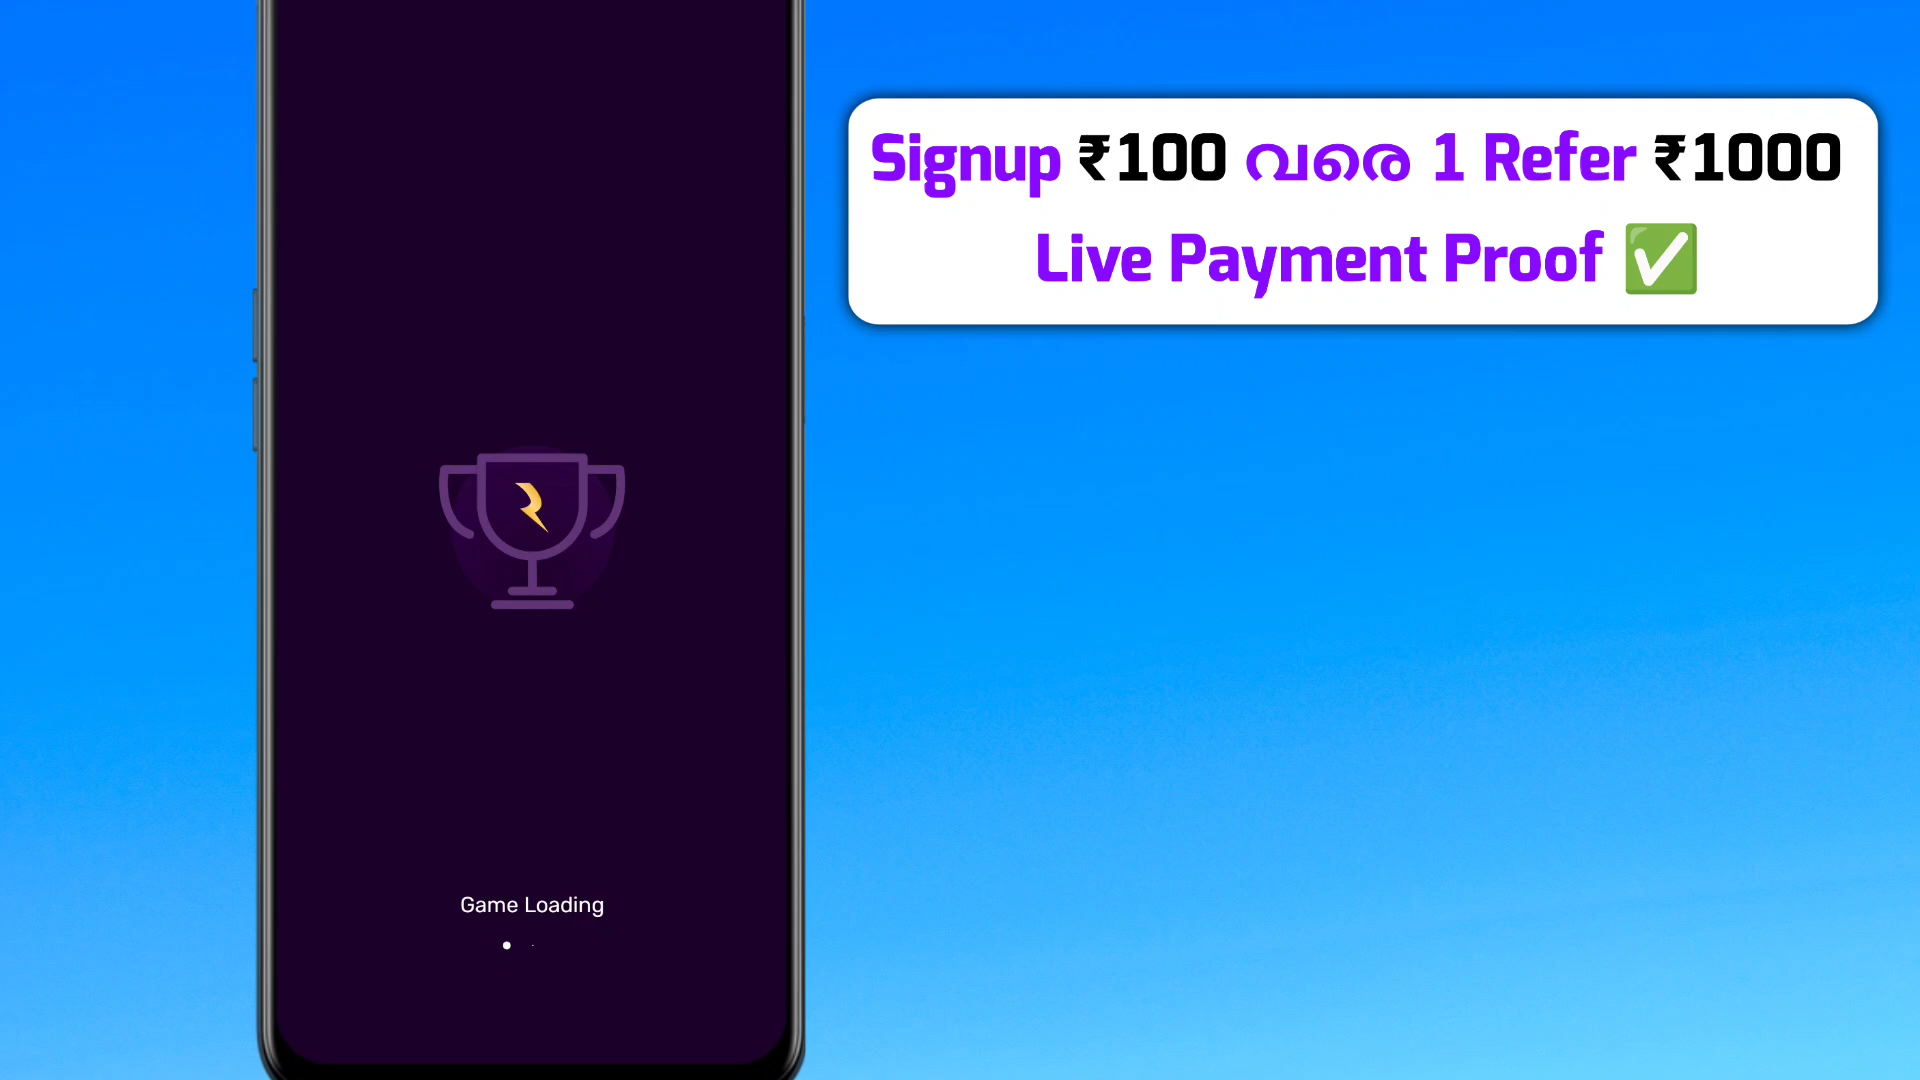 Signup ₹100 വരെ 1 Refer ₹1000
Live Payment Proof ✅
Game Loading